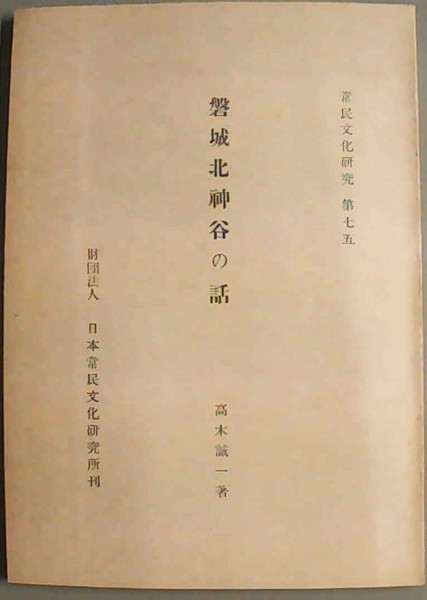 常民文化研究 第七五
磐城北神谷の話
高木誠一著
財団法人 日本常民文化研究所刊